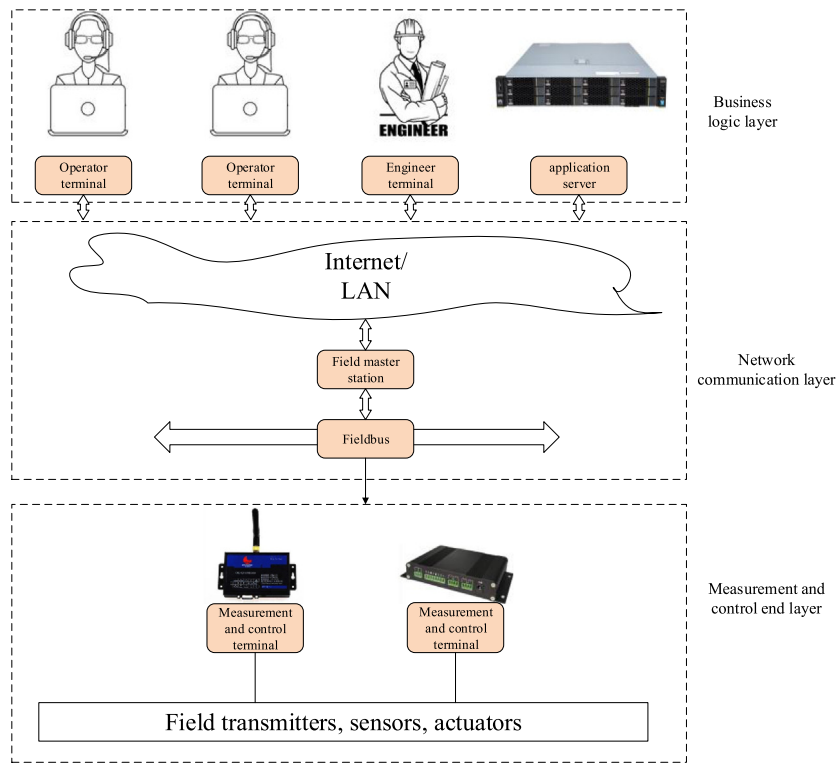 ENGINEER
Business
logic layer
Operator
terminal
Operator
terminal
Engineer
terminal
application
server
Internet/
LAN
Field master
station
Network
communication layer
Fieldbus
Measurement and
control end layer
Measurement
and control
terminal
Measurement
and control
terminal
Field transmitters, sensors, actuators